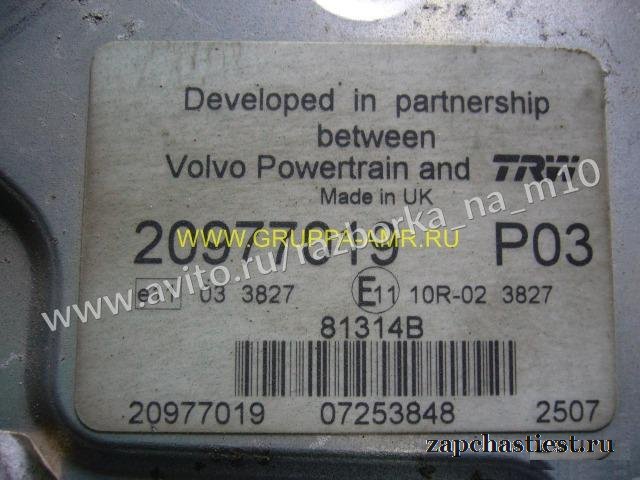 Developed in partnership
between
Volvo Powertrain and TRW
Made in UK
20977019 P03
WWW.GRUPPA-AMR.RU
www.avito.ru/razborka_na_m10
e11 03 3827 E11 10R-02 3827
81314B
20977019 07253848 2507
zapchastiest.ru